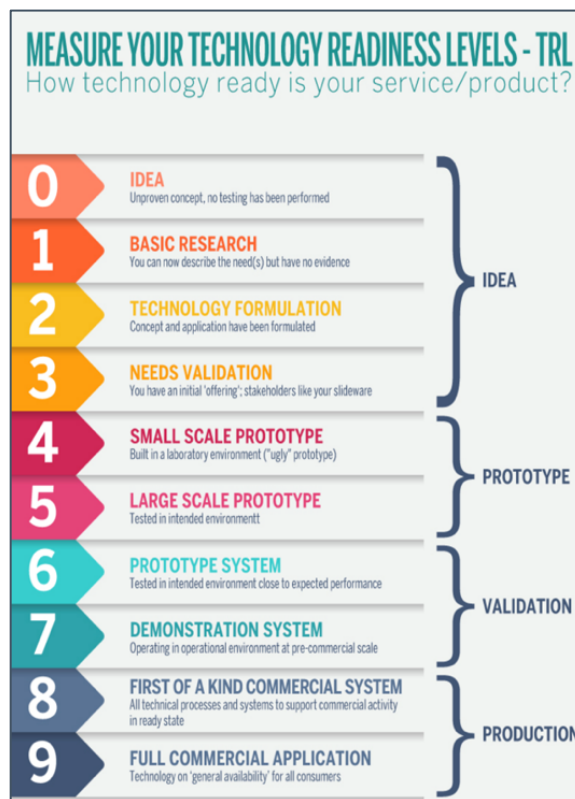 MEASURE YOUR TECHNOLOGY READINESS LEVELS - TRL
How technology ready is your service/product?
0
IDEA
Unproven concept, no testing has been performed
1
BASIC RESEARCH
You can now describe the need(s) but have no evidence
2
TECHNOLOGY FORMULATION
Concept and application have been formulated
3
NEEDS VALIDATION
You have an initial 'offering'; stakeholders like your slideware
IDEA
4
SMALL SCALE PROTOTYPE
Built in a laboratory environment ("ugly" prototype)
5
LARGE SCALE PROTOTYPE
Tested in intended environmentt
PROTOTYPE
6
PROTOTYPE SYSTEM
Tested in intended environment close to expected performance
7
DEMONSTRATION SYSTEM
Operating in operational environment at pre-commercial scale
VALIDATION
8
FIRST OF A KIND COMMERCIAL SYSTEM
All technical processes and systems to support commercial activity
in ready state
9
FULL COMMERCIAL APPLICATION
Technology on 'general availability' for all consumers
PRODUCTION